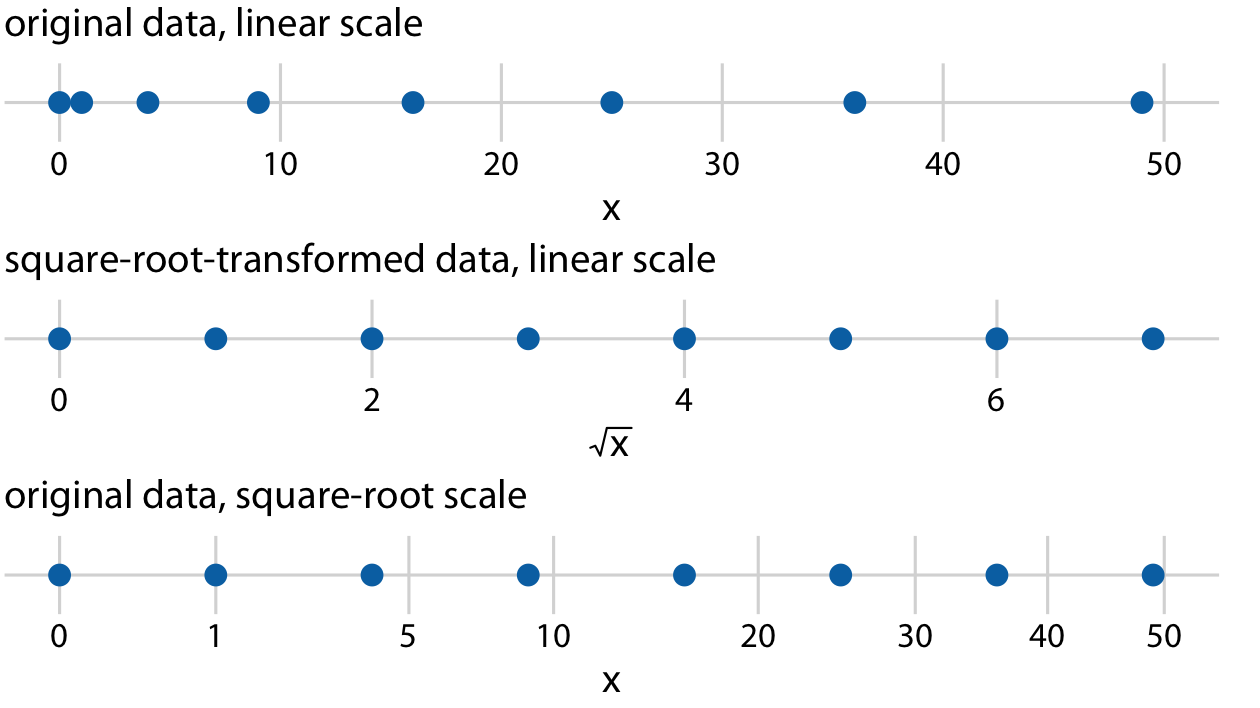 original data, linear scale
0 10 20 30 40 50
x
square-root-transformed data, linear scale
0 2 4 6
√x
original data, square-root scale
0 1 5 10 20 30 40 50
x